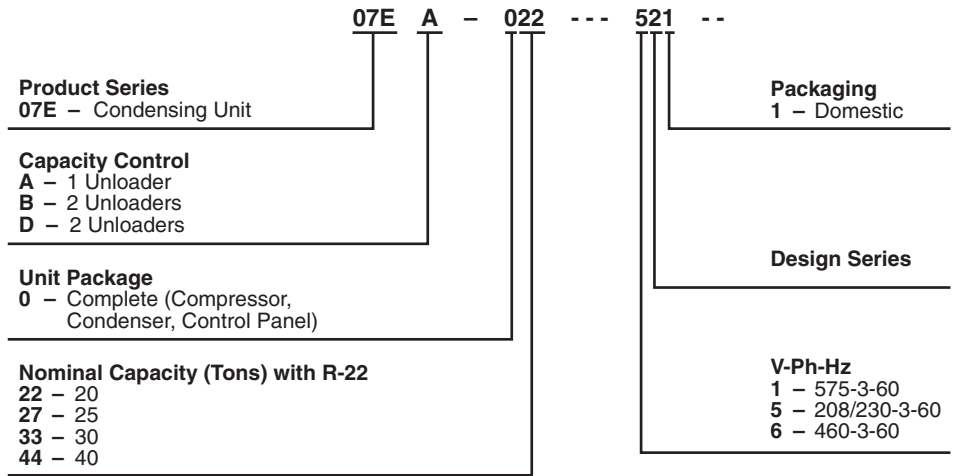 07E A – 022 - - - 521 - -
Product Series
07E – Condensing Unit
Capacity Control
A – 1 Unloader
B – 2 Unloaders
D – 2 Unloaders
Unit Package
0 – Complete (Compressor,
Condenser, Control Panel)
Nominal Capacity (Tons) with R-22
22 – 20
27 – 25
33 – 30
44 – 40
Packaging
1 – Domestic
Design Series
V-Ph-Hz
1 – 575-3-60
5 – 208/230-3-60
6 – 460-3-60